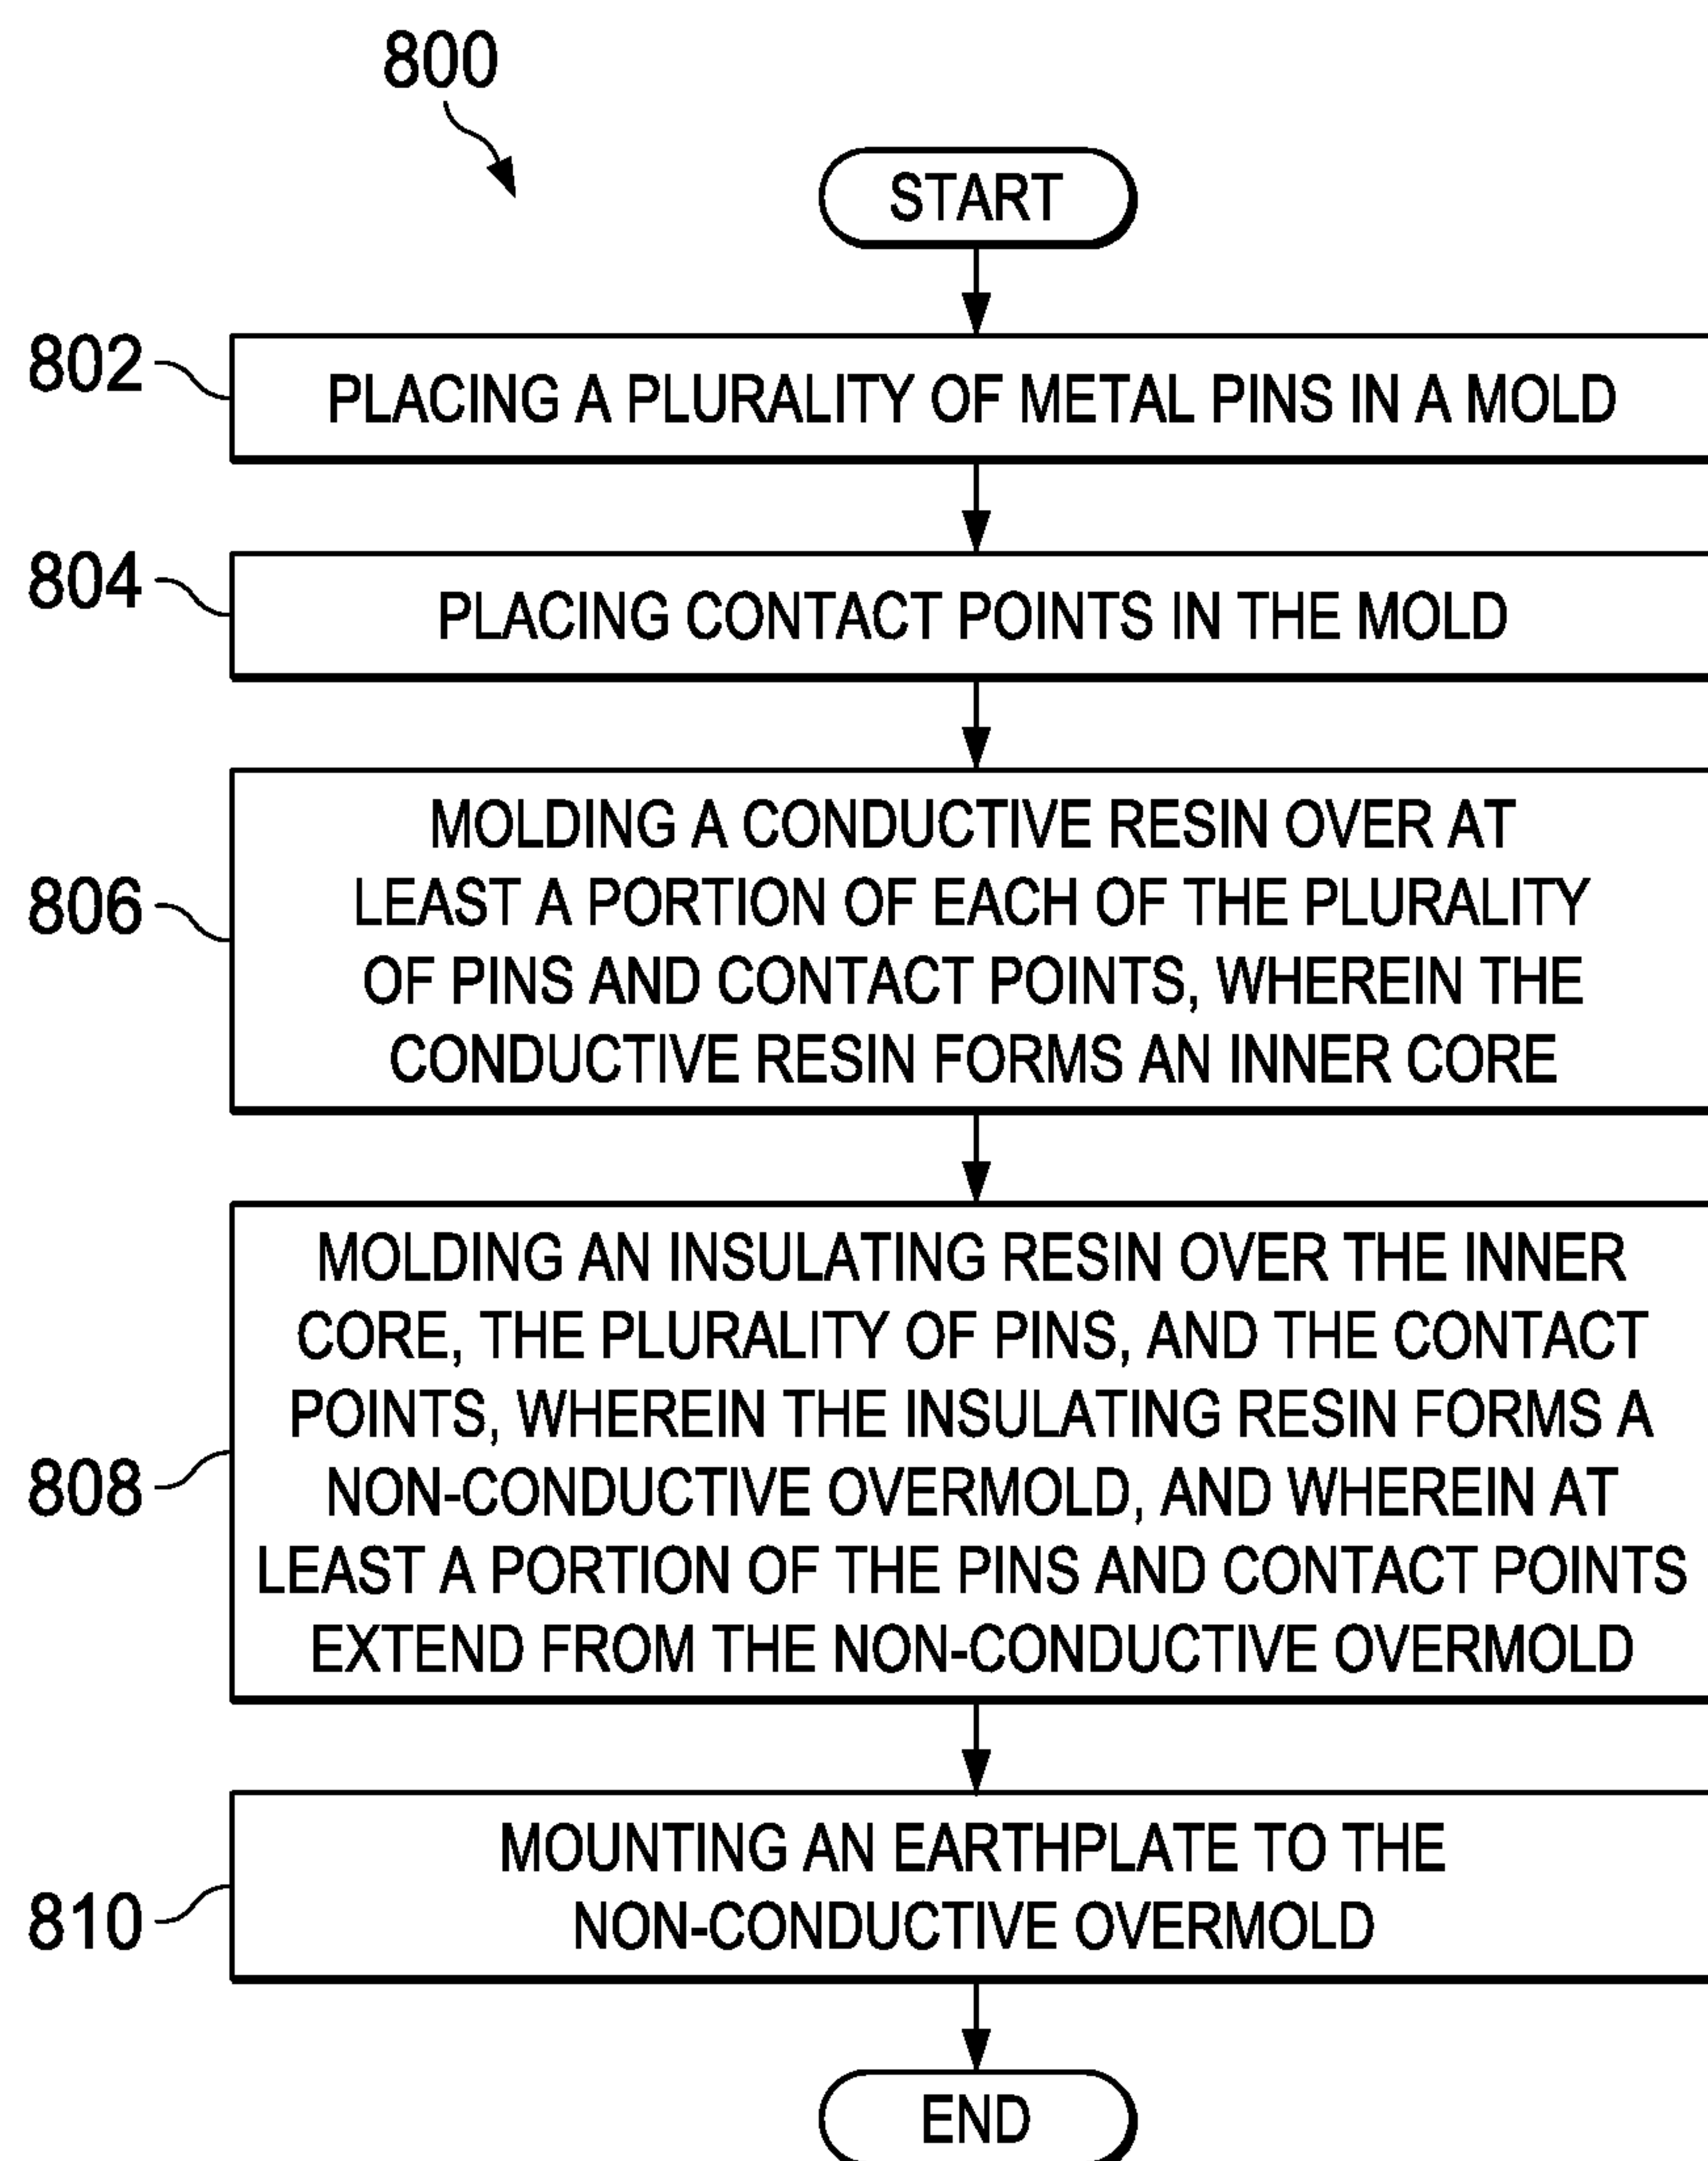 800
START
802
PLACING A PLURALITY OF METAL PINS IN A MOLD
804
PLACING CONTACT POINTS IN THE MOLD
806
MOLDING A CONDUCTIVE RESIN OVER AT
LEAST A PORTION OF EACH OF THE PLURALITY
OF PINS AND CONTACT POINTS, WHEREIN THE
CONDUCTIVE RESIN FORMS AN INNER CORE
808
MOLDING AN INSULATING RESIN OVER THE INNER
CORE, THE PLURALITY OF PINS, AND THE CONTACT
POINTS, WHEREIN THE INSULATING RESIN FORMS A
NON-CONDUCTIVE OVERMOLD, AND WHEREIN AT
LEAST A PORTION OF THE PINS AND CONTACT POINTS
EXTEND FROM THE NON-CONDUCTIVE OVERMOLD
810
MOUNTING AN EARTHPLATE TO THE
NON-CONDUCTIVE OVERMOLD
END